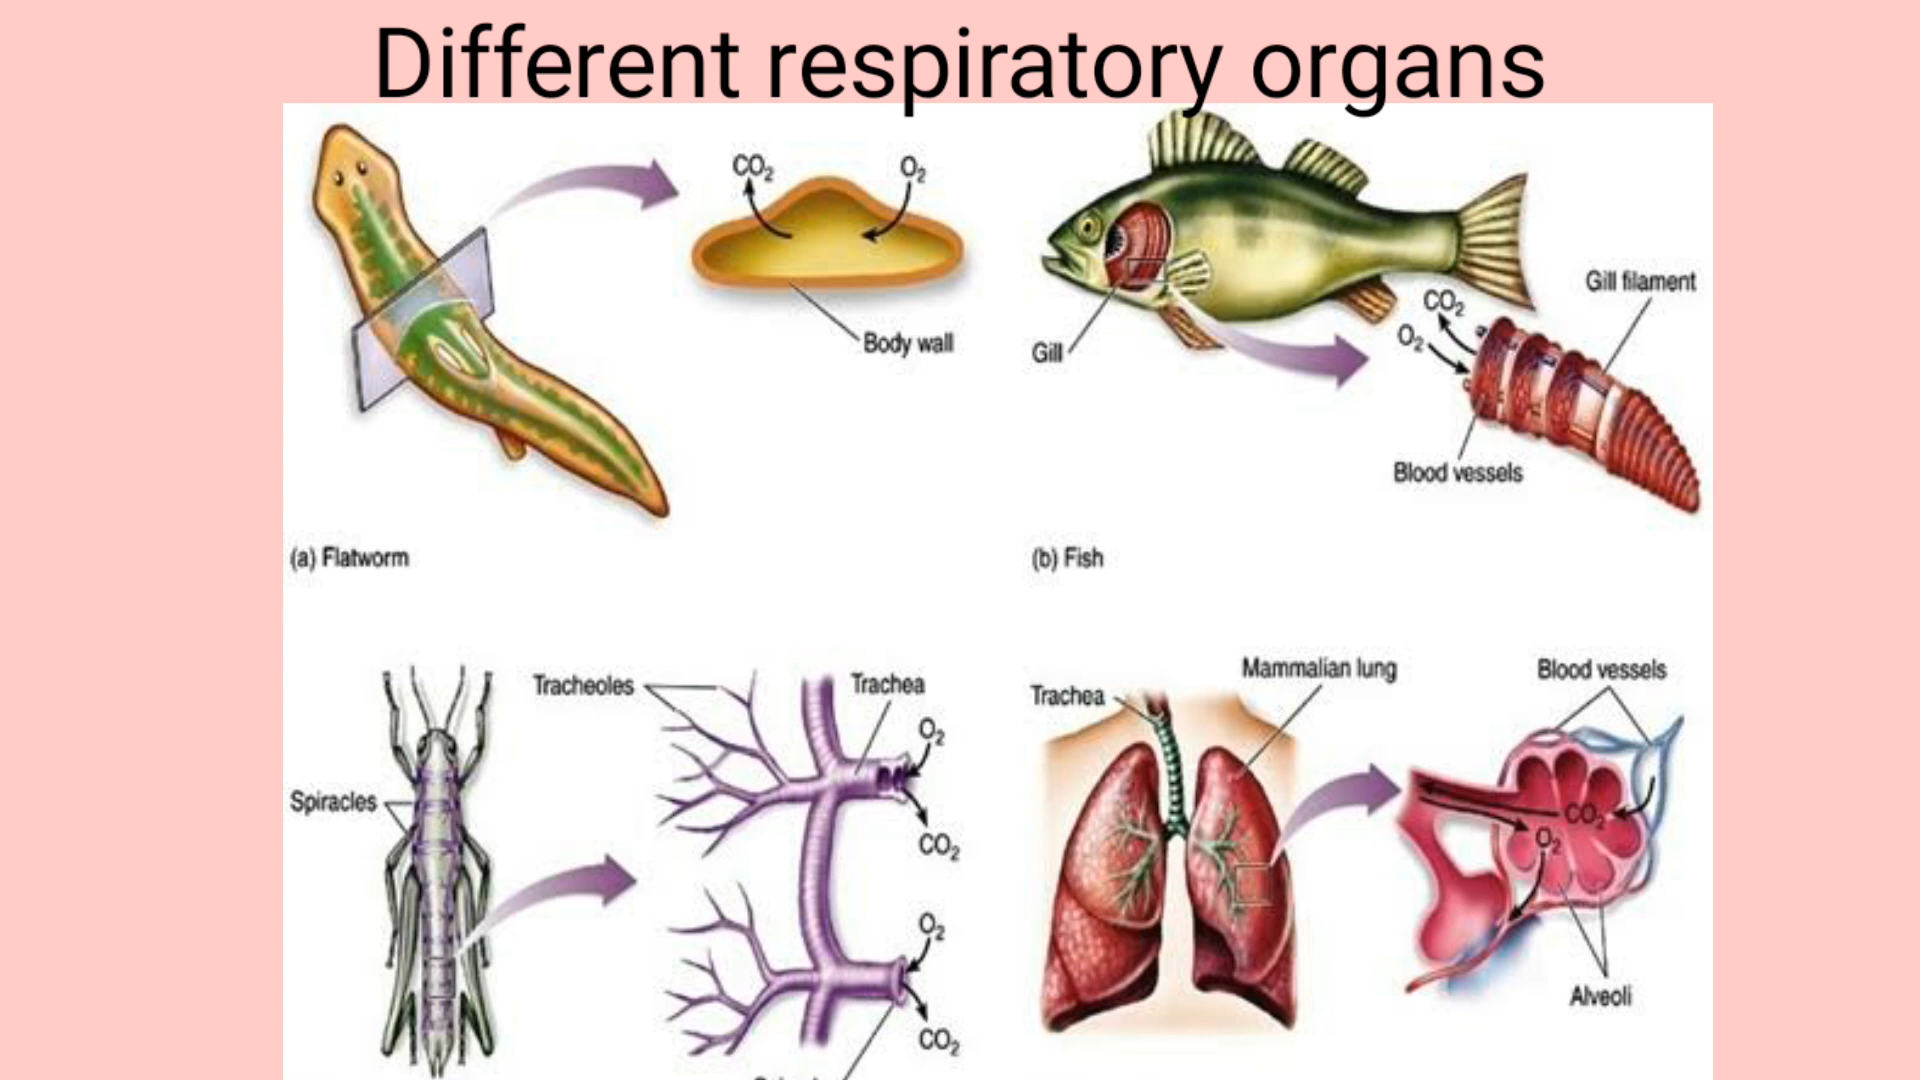 Different respiratory organs
CO2
O2
Body wall
(a) Flatworm
Gill filament
CO2
O2
Gill
Blood vessels
(b) Fish
Tracheoles
Trachea
O2
Spiracles
CO2
O2
CO2
Mammalian lung
Blood vessels
Trachea
CO2
O2
Alveoli